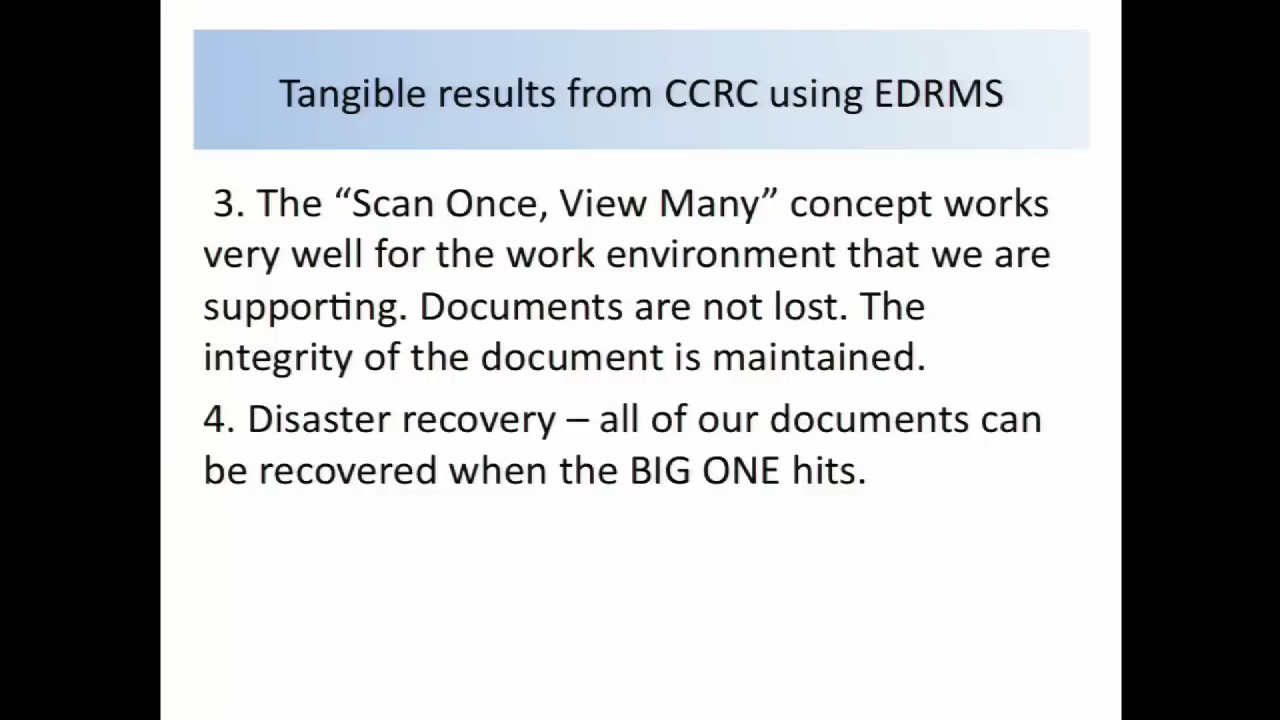 Tangible results from CCRC using EDRMS
3. The “Scan Once, View Many” concept works
very well for the work environment that we are
supporting. Documents are not lost. The
integrity of the document is maintained.
4. Disaster recovery – all of our documents can
be recovered when the BIG ONE hits.